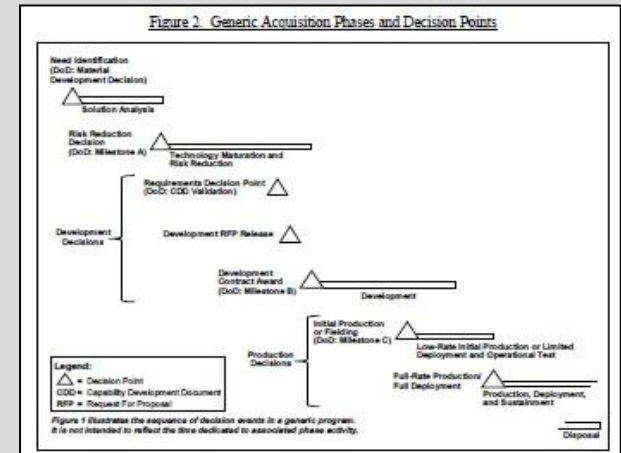 Figure 2. Generic Acquisition Phases and Decision Points
Need Identification
(DoD: Material
Development Decision)
Solution Analysis
Risk Reduction
Decision
(DoD: Milestone A)
Technology Maturation and
Risk Reduction
Requirements Decision Point
(DoD: CDD Validation)
Development
Decisions
Development RFP Release
Development
Contract Award
(DoD: Milestone B)
Development
Initial Production
or Fielding
(DoD: Milestone C)
Low-Rate Initial Production or Limited
Deployment and Operational Test
Production
Decisions
Full-Rate Production/
Full Deployment
Production, Deployment,
and Sustainment
Legend:
= Decision Point
CDD = Capability Development Document
RFP = Request For Proposal
Figure 1 illustrates the sequence of decision events in a generic program.
It is not intended to reflect the time dedicated to associated phase activity.
Disposal